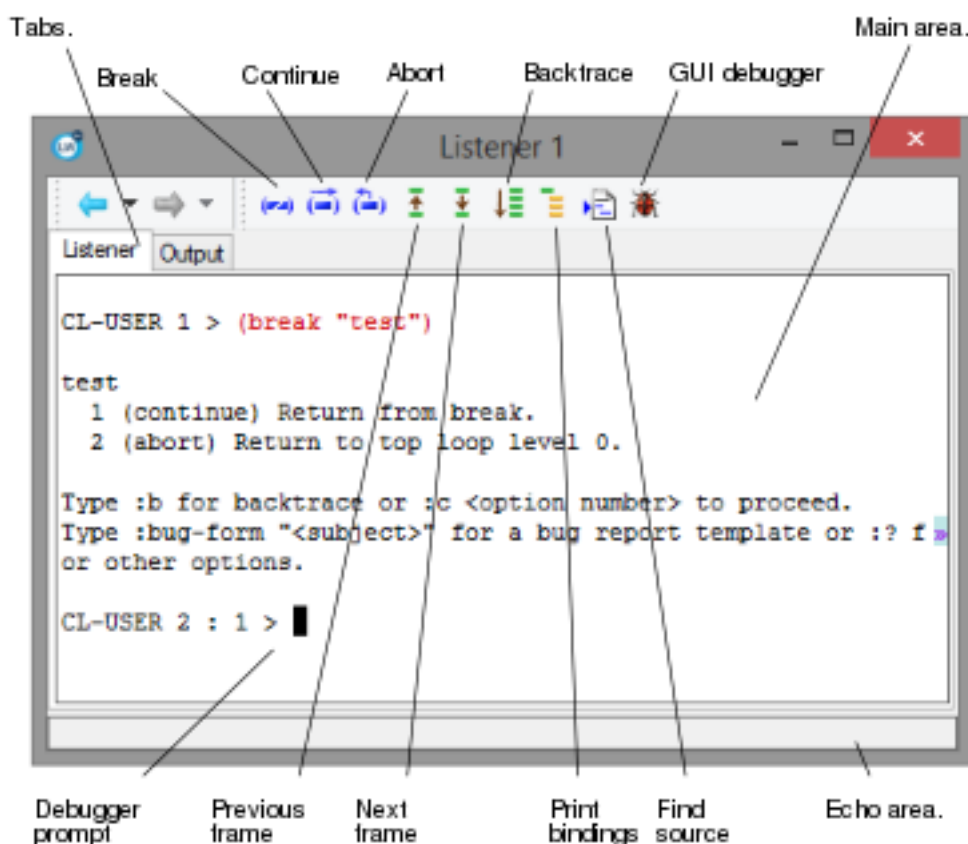 Tabs.
Main area.
Break
Continue
Abort
Backtrace
GUI debugger
Listener 1
Listener
Output
CL-USER 1 > (break "test")
test
1 (continue) Return from break.
2 (abort) Return to top loop level 0.
Type :b for backtrace or :c <option number> to proceed.
Type :bug-form "<subject>" for a bug report template or :? f
or other options.
CL-USER 2 : 1 >
Debugger
prompt
Previous
frame
Next
frame
Print
bindings
Find
source
Echo area.